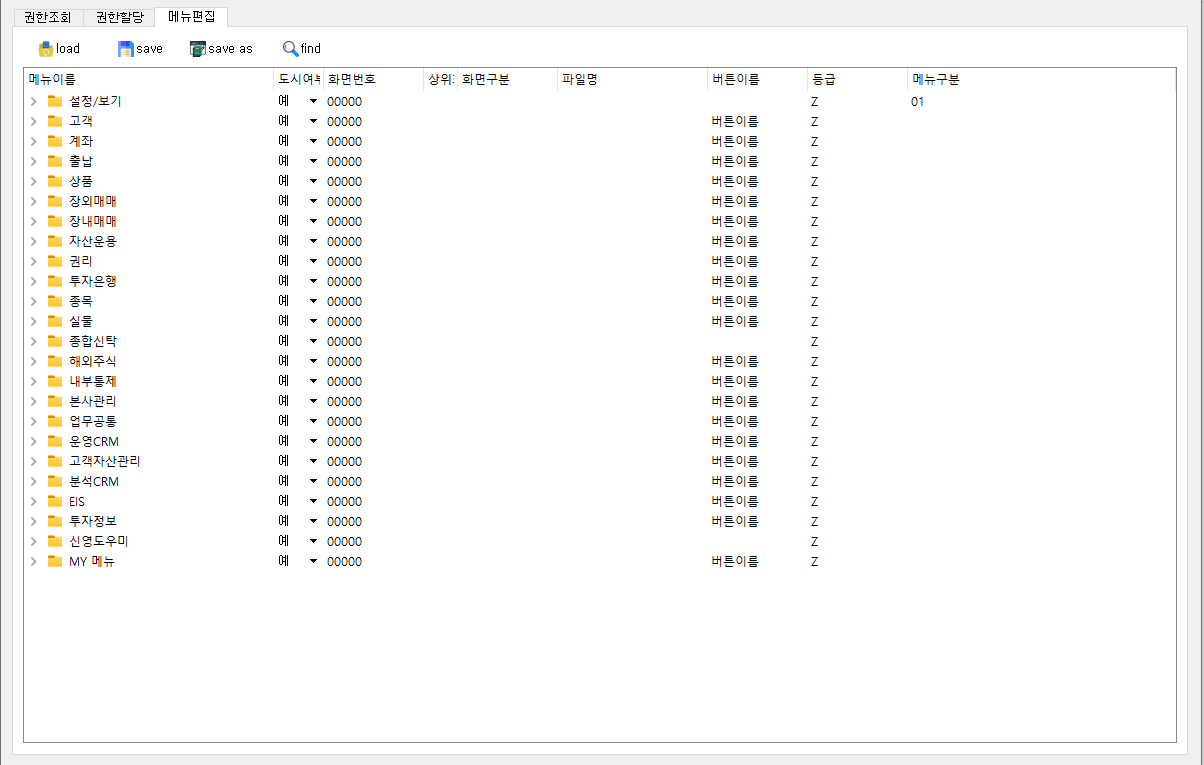 권한조회 권한할당 메뉴편집
load save save as find
메뉴이름 도시여부 화면번호 상위 화면구분 파일명 버튼이름 등급 메뉴구분
설정/보기 예 00000 Z 01
고객 예 00000 버튼이름 Z
계좌 예 00000 버튼이름 Z
출납 예 00000 버튼이름 Z
상품 예 00000 버튼이름 Z
장외매매 예 00000 버튼이름 Z
장내매매 예 00000 버튼이름 Z
자산운용 예 00000 버튼이름 Z
권리 예 00000 버튼이름 Z
투자은행 예 00000 버튼이름 Z
종목 예 00000 버튼이름 Z
실물 예 00000 버튼이름 Z
종합신탁 예 00000 Z
해외주식 예 00000 버튼이름 Z
내부통제 예 00000 버튼이름 Z
본사관리 예 00000 버튼이름 Z
업무공통 예 00000 버튼이름 Z
운영CRM 예 00000 버튼이름 Z
고객자산관리 예 00000 버튼이름 Z
분석CRM 예 00000 버튼이름 Z
EIS 예 00000 버튼이름 Z
투자정보 예 00000 버튼이름 Z
신영도우미 예 00000 Z
MY 메뉴 예 00000 버튼이름 Z